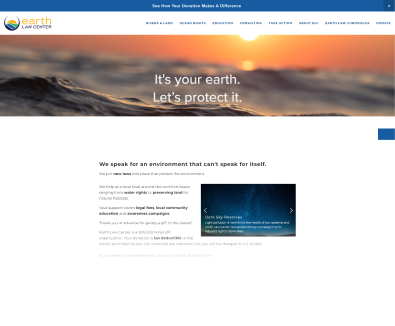 See How Your Donation Makes A Difference
earth
LAW CENTER
RIVERS & LAND OCEAN RIGHTS EDUCATION CONSULTING TAKE ACTION ABOUT ELC EARTH LAW CHRONICLES DONATE
It's your earth.
Let's protect it.
We speak for an environment that can't speak for itself.
We put new laws into place that protect the environment.
We help at a local level around the world on issues
ranging from water rights to preserving land for
natural habitats.
Your support covers legal fees, local community
education and awareness campaigns.
Thank you in advance for giving a gift to the planet!
Earth Law Center is a 501(c)(3) nonprofit
organization. Your donation is tax deductible to the
Dark Sky Reserves